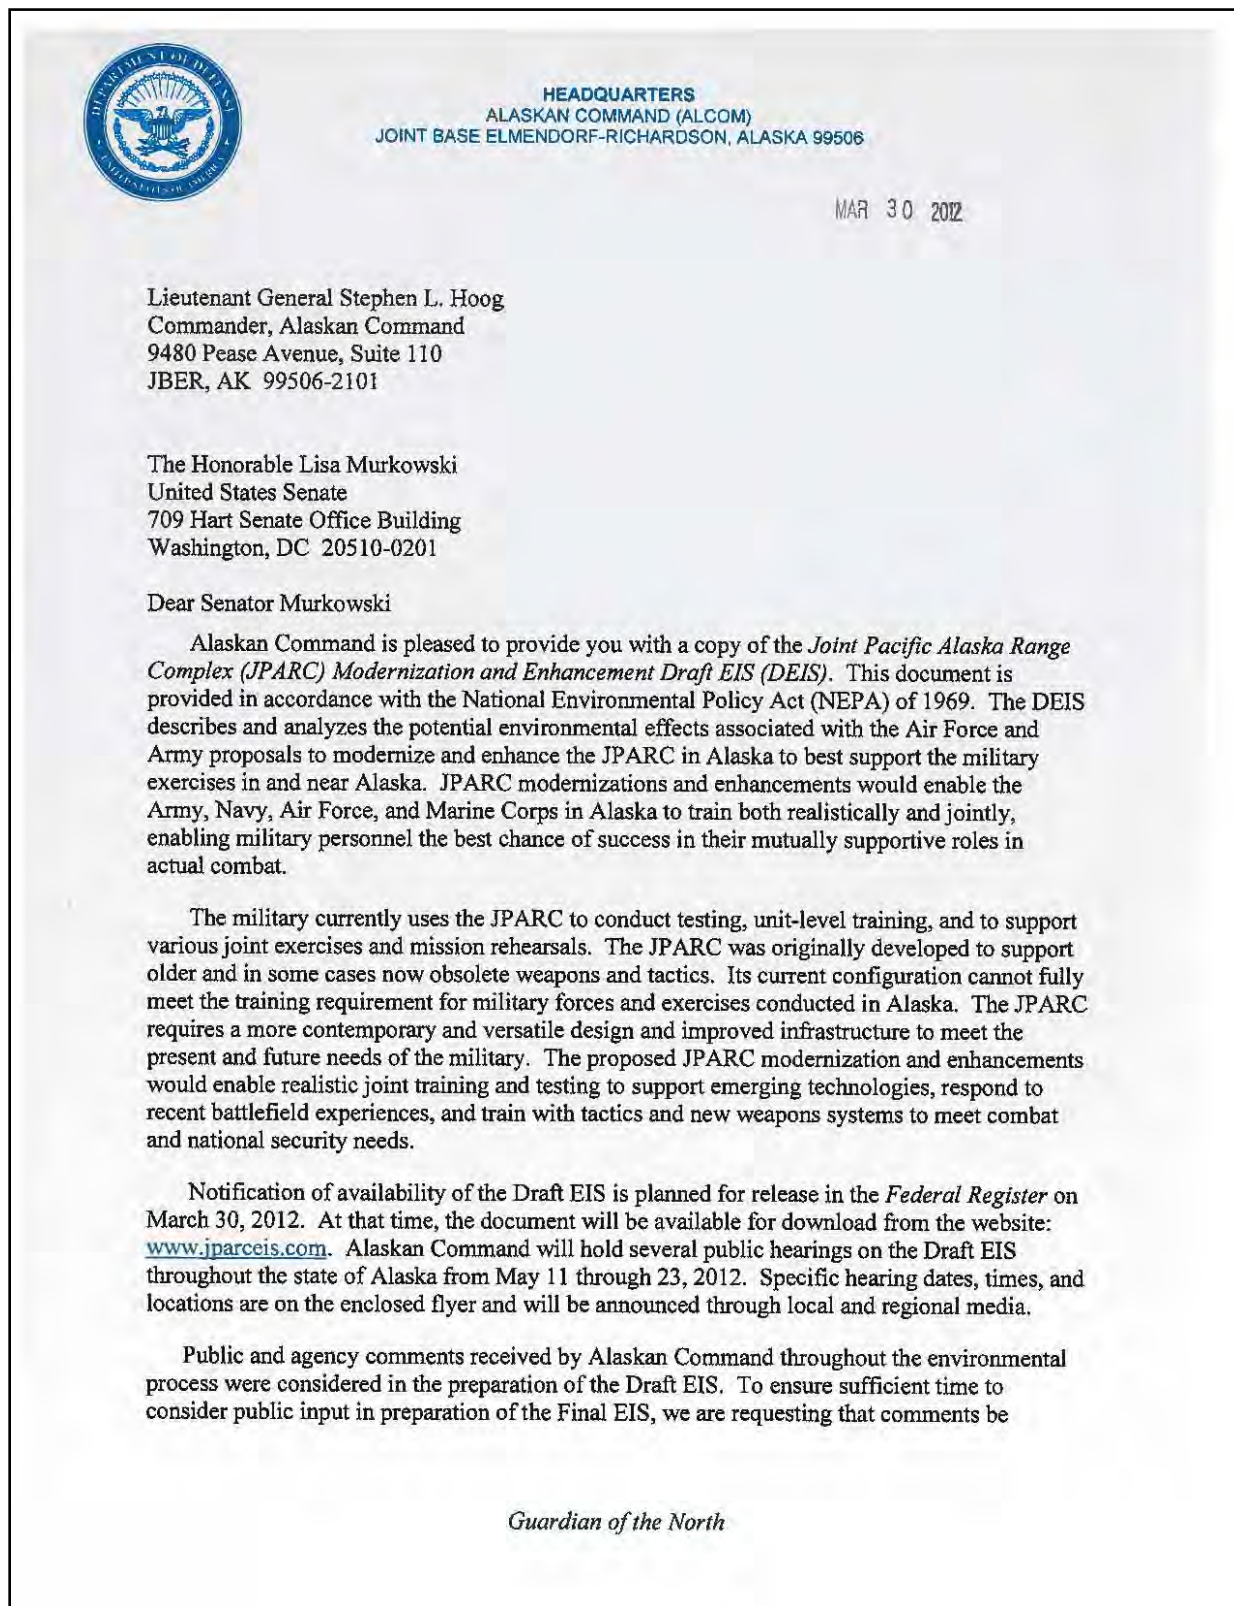 DEPARTMENT OF DEFENSE
UNITED STATES OF AMERICA
HEADQUARTERS
ALASKAN COMMAND (ALCOM)
JOINT BASE ELMENDORF-RICHARDSON, ALASKA 99506
MAR 30 2012
Lieutenant General Stephen L. Hoog
Commander, Alaskan Command
9480 Pease Avenue, Suite 110
JBER, AK 99506-2101
The Honorable Lisa Murkowski
United States Senate
709 Hart Senate Office Building
Washington, DC 20510-0201
Dear Senator Murkowski
Alaskan Command is pleased to provide you with a copy of the Joint Pacific Alaska Range
Complex (JPARC) Modernization and Enhancement Draft EIS (DEIS). This document is
provided in accordance with the National Environmental Policy Act (NEPA) of 1969. The DEIS
describes and analyzes the potential environmental effects associated with the Air Force and
Army proposals to modernize and enhance the JPARC in Alaska to best support the military
exercises in and near Alaska. JPARC modernizations and enhancements would enable the
Army, Navy, Air Force, and Marine Corps in Alaska to train both realistically and jointly,
enabling military personnel the best chance of success in their mutually supportive roles in
actual combat.
The military currently uses the JPARC to conduct testing, unit-level training, and to support
various joint exercises and mission rehearsals. The JPARC was originally developed to support
older and in some cases now obsolete weapons and tactics. Its current configuration cannot fully
meet the training requirement for military forces and exercises conducted in Alaska. The JPARC
requires a more contemporary and versatile design and improved infrastructure to meet the
present and future needs of the military. The proposed JPARC modernization and enhancements
would enable realistic joint training and testing to support emerging technologies, respond to
recent battlefield experiences, and train with tactics and new weapons systems to meet combat
and national security needs.
Notification of availability of the Draft EIS is planned for release in the Federal Register on
March 30, 2012. At that time, the document will be available for download from the website:
www.jparceis.com. Alaskan Command will hold several public hearings on the Draft EIS
throughout the state of Alaska from May 11 through 23, 2012. Specific hearing dates, times, and
locations are on the enclosed flyer and will be announced through local and regional media.
Public and agency comments received by Alaskan Command throughout the environmental
process were considered in the preparation of the Draft EIS. To ensure sufficient time to
consider public input in preparation of the Final EIS, we are requesting that comments be
Guardian of the North